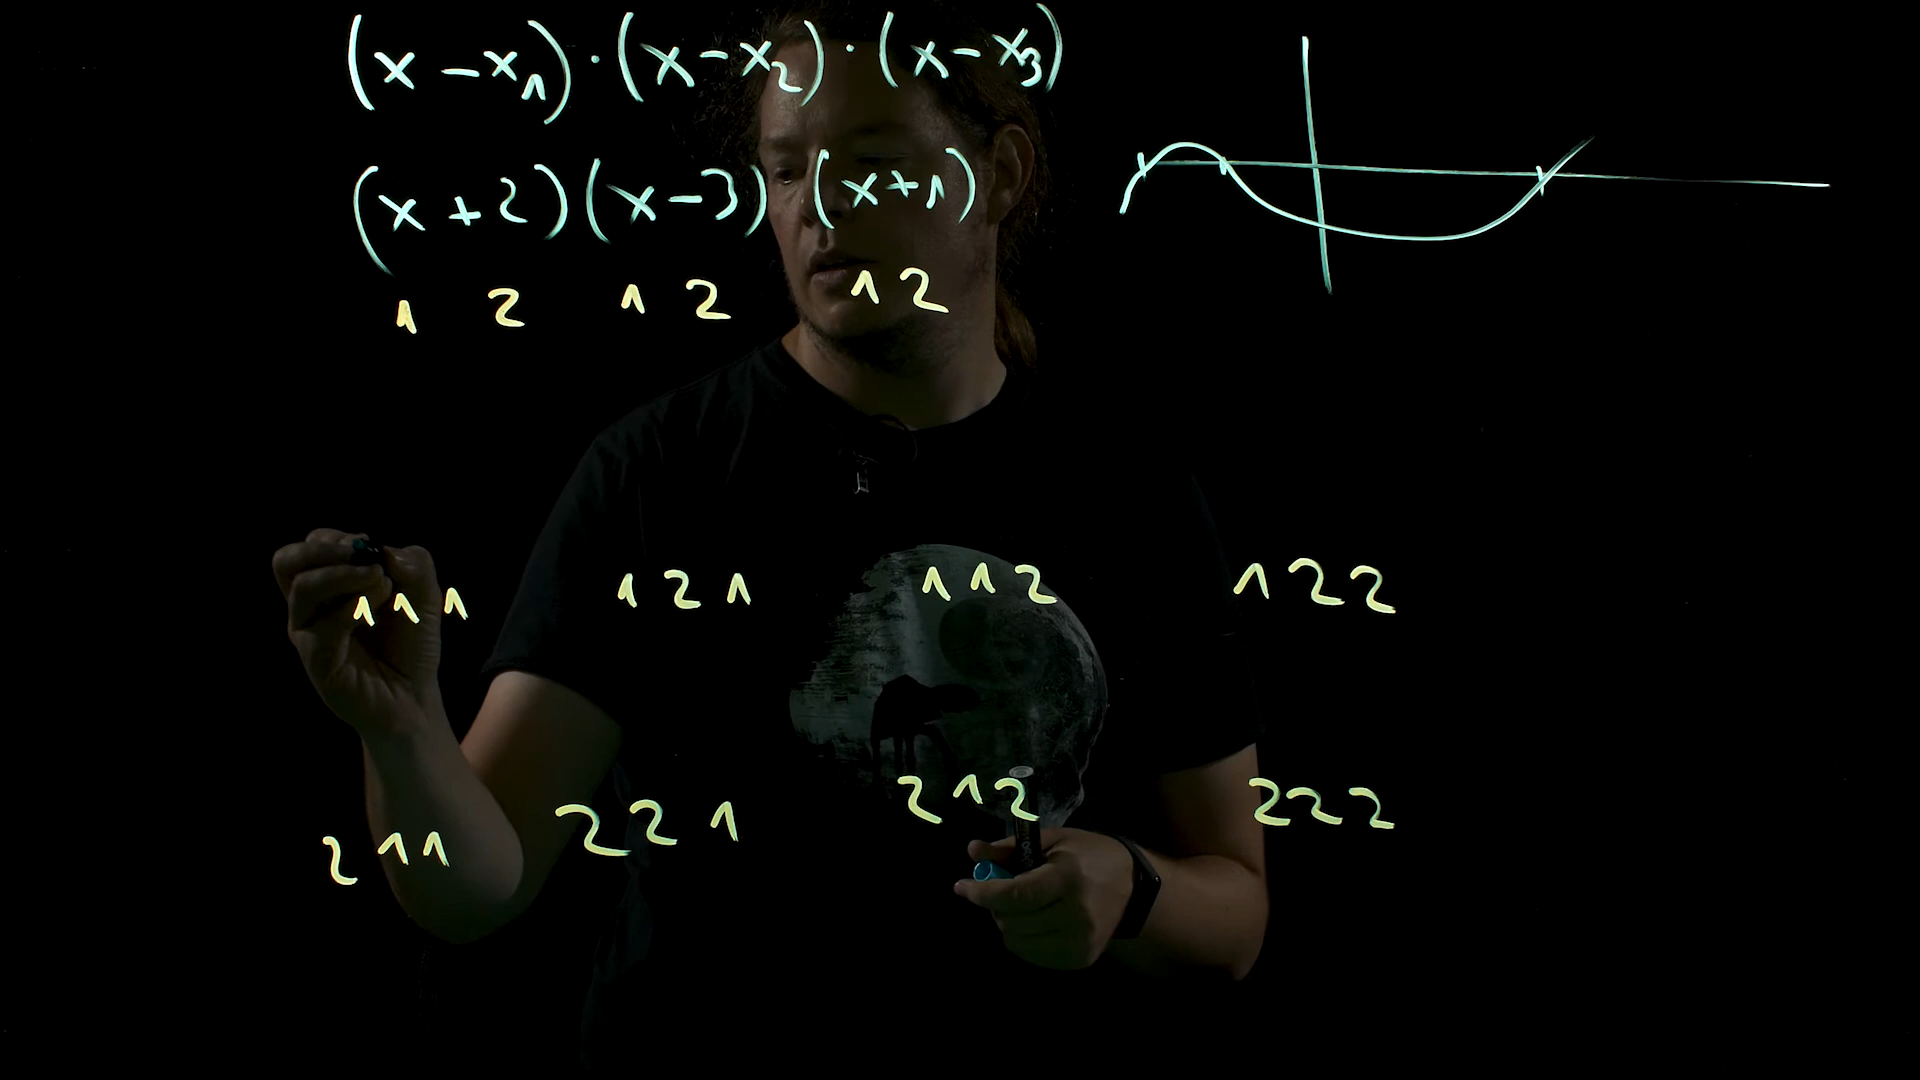 (x - x₁) · (x - x₂) · (x - x₃)
(x + 2) (x - 3) (x + 1)
1 2 1 2 1 2
1 1 1 1 2 1 1 1 2 1 2 2
2 1 1 2 2 1 2 1 2 2 2 2